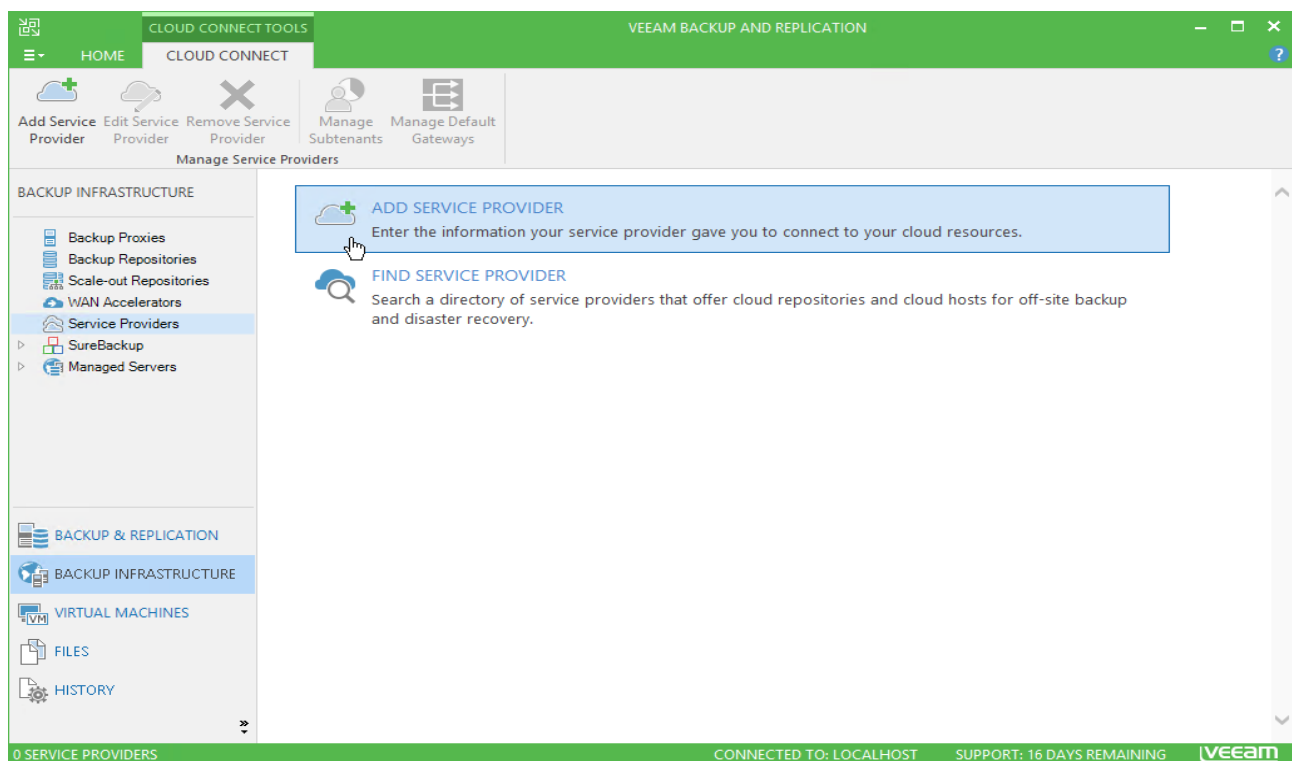 CLOUD CONNECT TOOLS
VEEAM BACKUP AND REPLICATION
HOME
CLOUD CONNECT
?
Add Service Provider
Edit Service Provider
Remove Service Provider
Manage Subtenants
Manage Default Gateways
Manage Service Providers
BACKUP INFRASTRUCTURE
Backup Proxies
Backup Repositories
Scale-out Repositories
WAN Accelerators
Service Providers
SureBackup
Managed Servers
BACKUP & REPLICATION
BACKUP INFRASTRUCTURE
VM
VIRTUAL MACHINES
FILES
HISTORY
ADD SERVICE PROVIDER
Enter the information your service provider gave you to connect to your cloud resources.
FIND SERVICE PROVIDER
Search a directory of service providers that offer cloud repositories and cloud hosts for off-site backup
and disaster recovery.
0 SERVICE PROVIDERS
CONNECTED TO: LOCALHOST
SUPPORT: 16 DAYS REMAINING
veeam